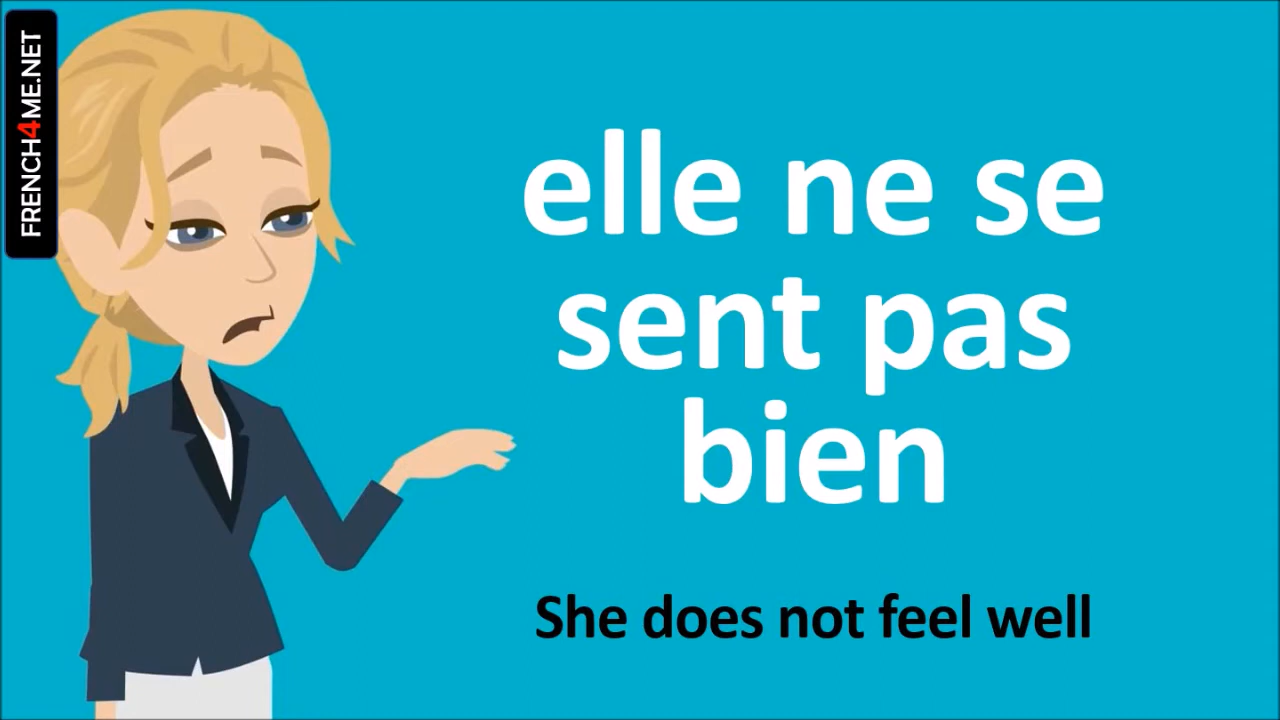 FRENCH4ME.NET
elle ne se
sent pas
bien
She does not feel well